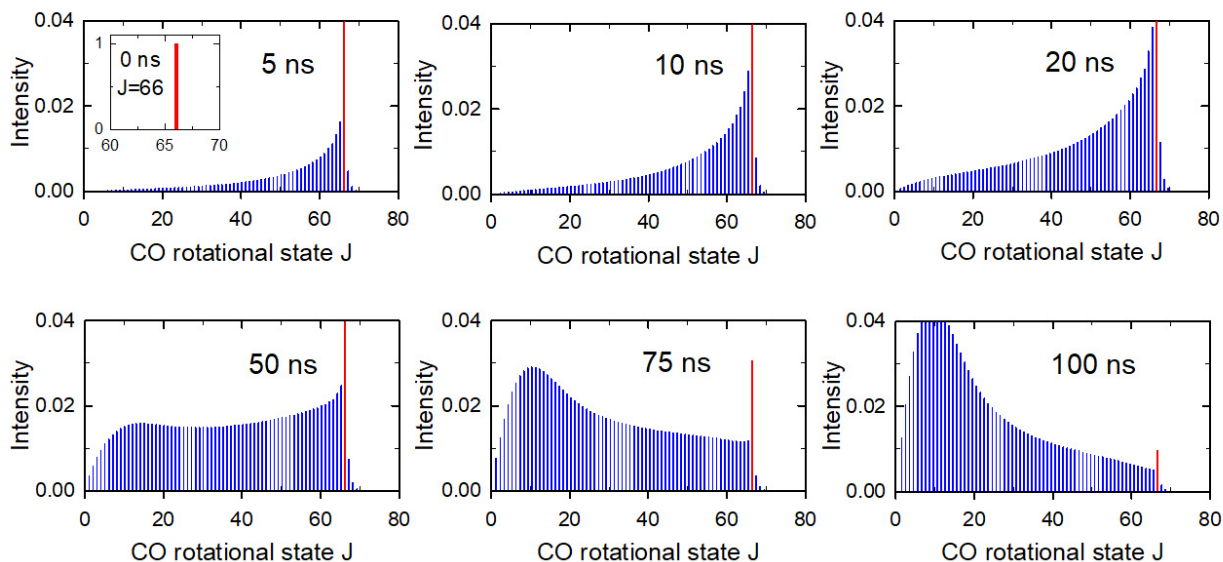 0.04
0.02
0.00
Intensity
1
0
0 ns
J=66
60 65 70
5 ns
0 20 40 60 80
CO rotational state J
0.04
0.02
0.00
Intensity
10 ns
0 20 40 60 80
CO rotational state J
0.04
0.02
0.00
Intensity
20 ns
0 20 40 60 80
CO rotational state J
0.04
0.02
0.00
Intensity
50 ns
0 20 40 60 80
CO rotational state J
0.04
0.02
0.00
Intensity
75 ns
0 20 40 60 80
CO rotational state J
0.04
0.02
0.00
Intensity
100 ns
0 20 40 60 80
CO rotational state J